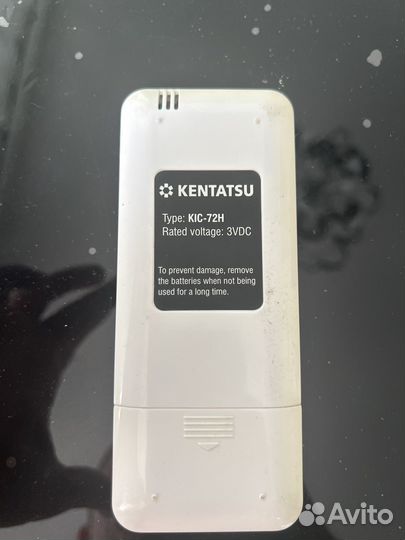 KENTATSU
Type: KIC-72H
Rated voltage: 3VDC
To prevent damage, remove
the batteries when not being
used for a long time.
Avito